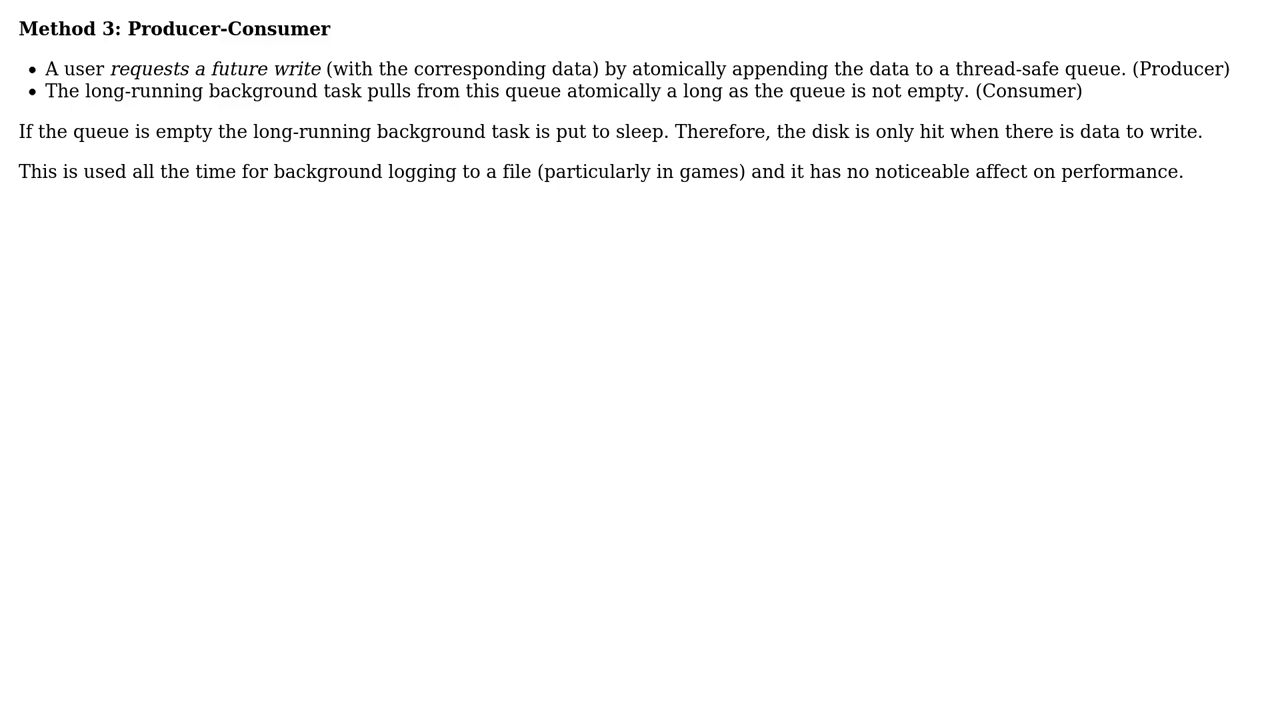 Method 3: Producer-Consumer
• A user requests a future write (with the corresponding data) by atomically appending the data to a thread-safe queue. (Producer)
• The long-running background task pulls from this queue atomically a long as the queue is not empty. (Consumer)
If the queue is empty the long-running background task is put to sleep. Therefore, the disk is only hit when there is data to write.
This is used all the time for background logging to a file (particularly in games) and it has no noticeable affect on performance.